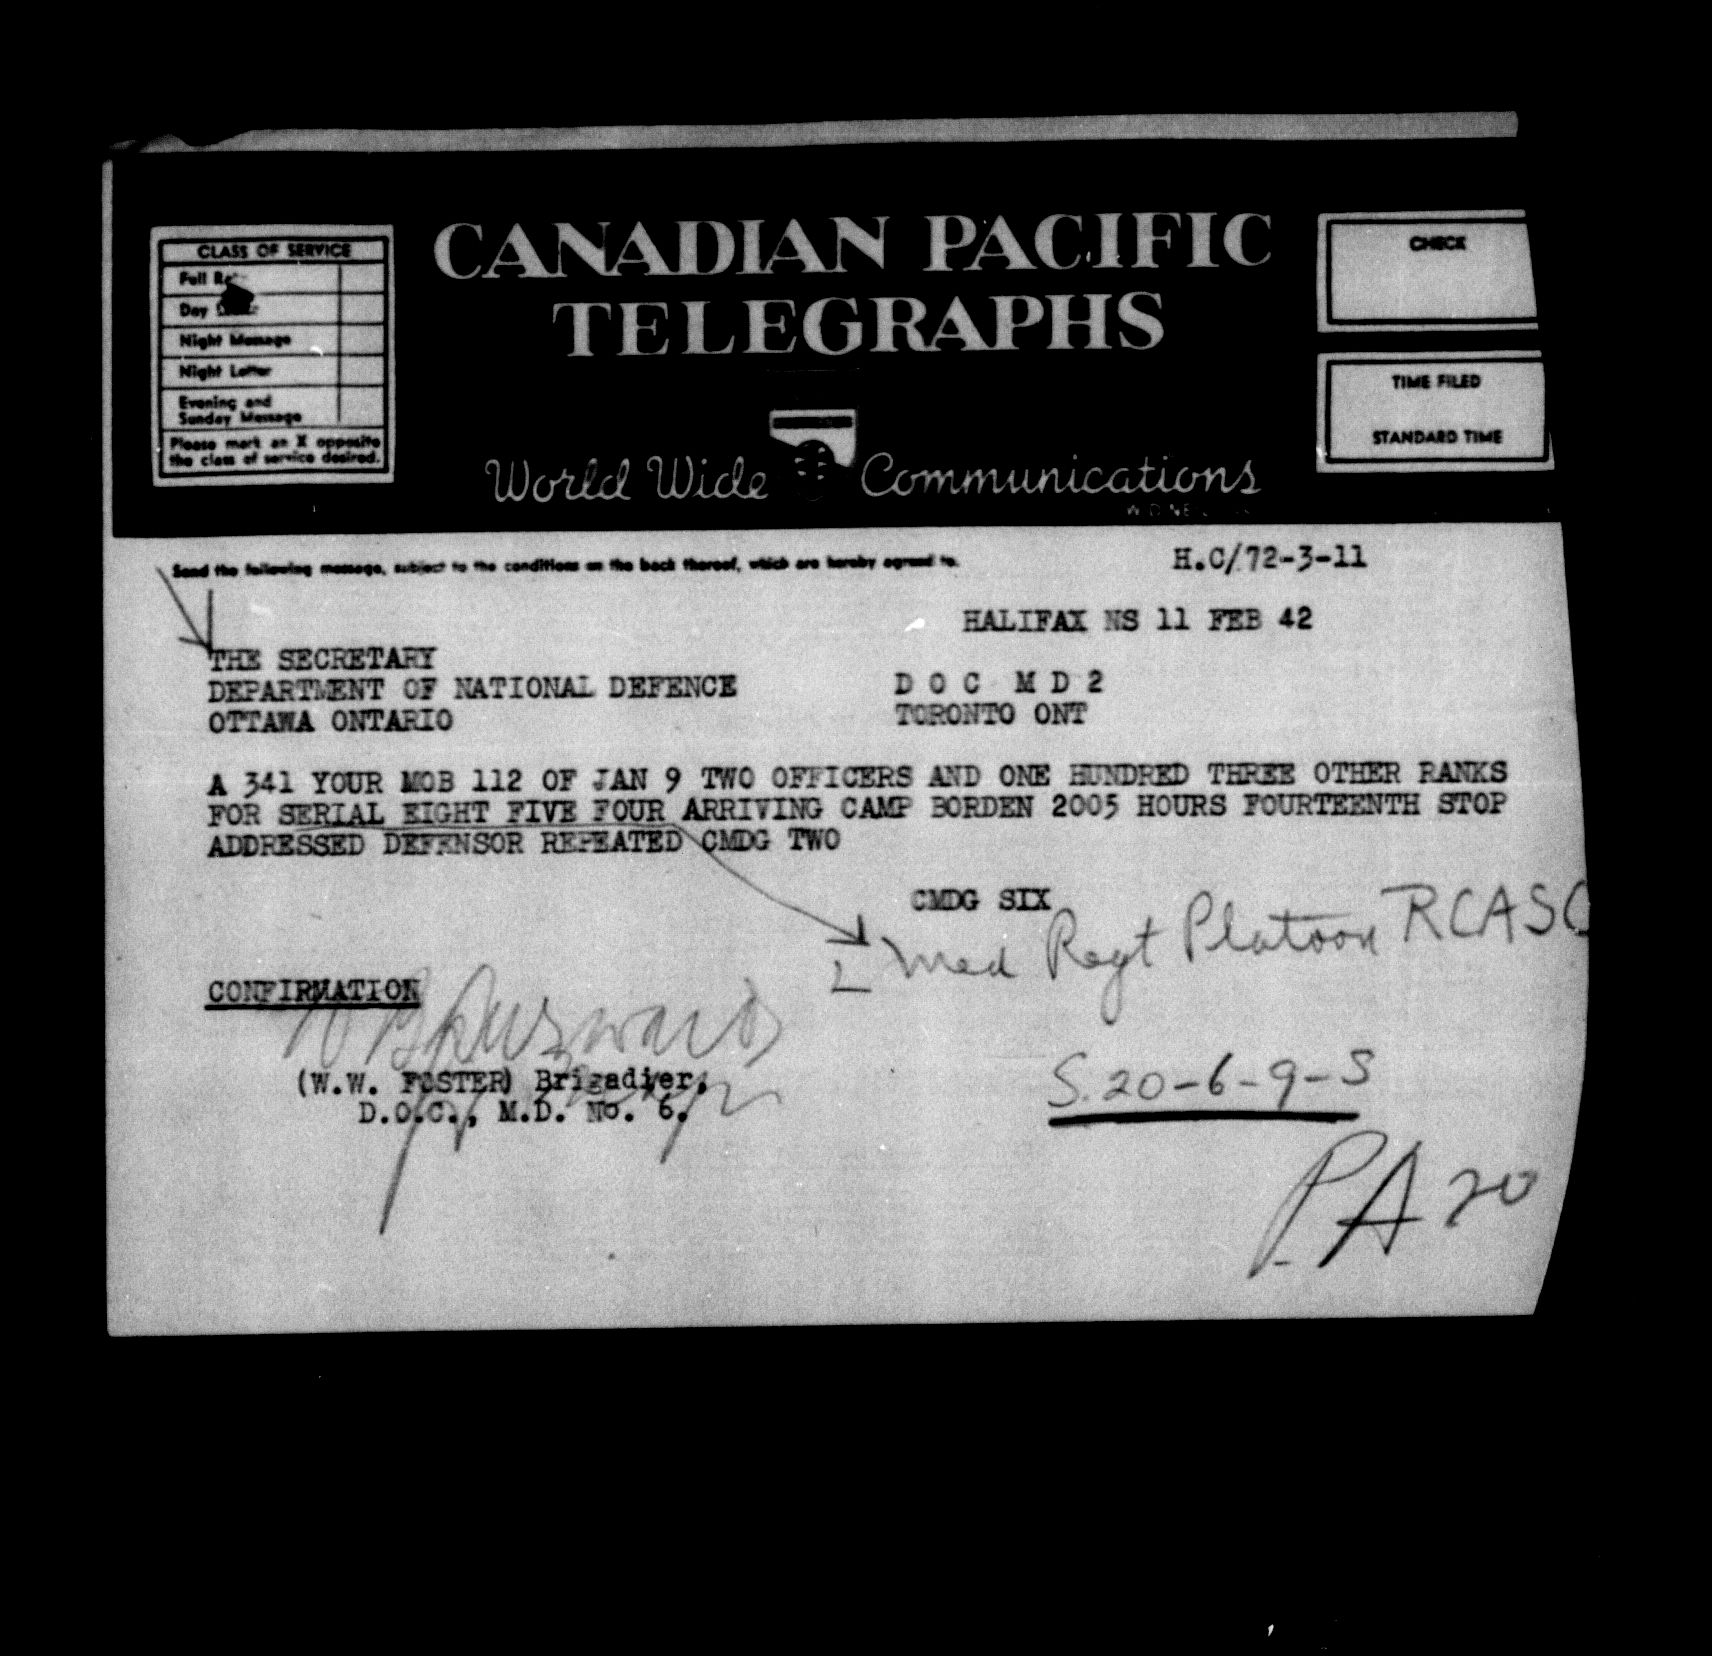 CLASS OF SERVICE
Full
Day
Night Message
Night Letter
Evening and
Sunday Message
Please mark an X opposite
the class of service desired.
CANADIAN PACIFIC
TELEGRAPHS
World Wide Communications
CHECK
TIME FILED
STANDARD TIME
Send the following message, subject to the conditions on the back thereof, which are hereby agreed to.
H.C/72-3-11
HALIFAX NS 11 FEB 42
THE SECRETARY
DEPARTMENT OF NATIONAL DEFENCE
OTTAWA ONTARIO
D O C M D 2
TORONTO ONT
A 341 YOUR MOB 112 OF JAN 9 TWO OFFICERS AND ONE HUNDRED THREE OTHER RANKS
FOR SERIAL EIGHT FIVE FOUR ARRIVING CAMP BORDEN 2005 HOURS FOURTEENTH STOP
ADDRESSED DEFENSOR REPEATED CMDG TWO
CMDG SIX
Med Regt Platoon RCASC
CONFIRMATION
(W.W. FOSTER) Brigadier,
D.O.C., M.D. No. 6.
S.20-6-9-S
P.A 20